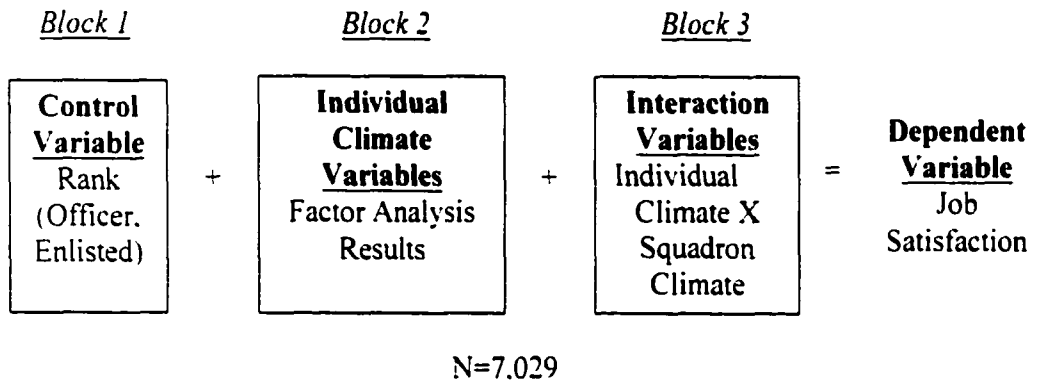 Block 1
Block 2
Block 3
Control
Variable
Rank
(Officer.
Enlisted)
+
Individual
Climate
Variables
Factor Analysis
Results
+
Interaction
Variables
Individual
Climate X
Squadron
Climate
=
Dependent
Variable
Job
Satisfaction
N=7.029